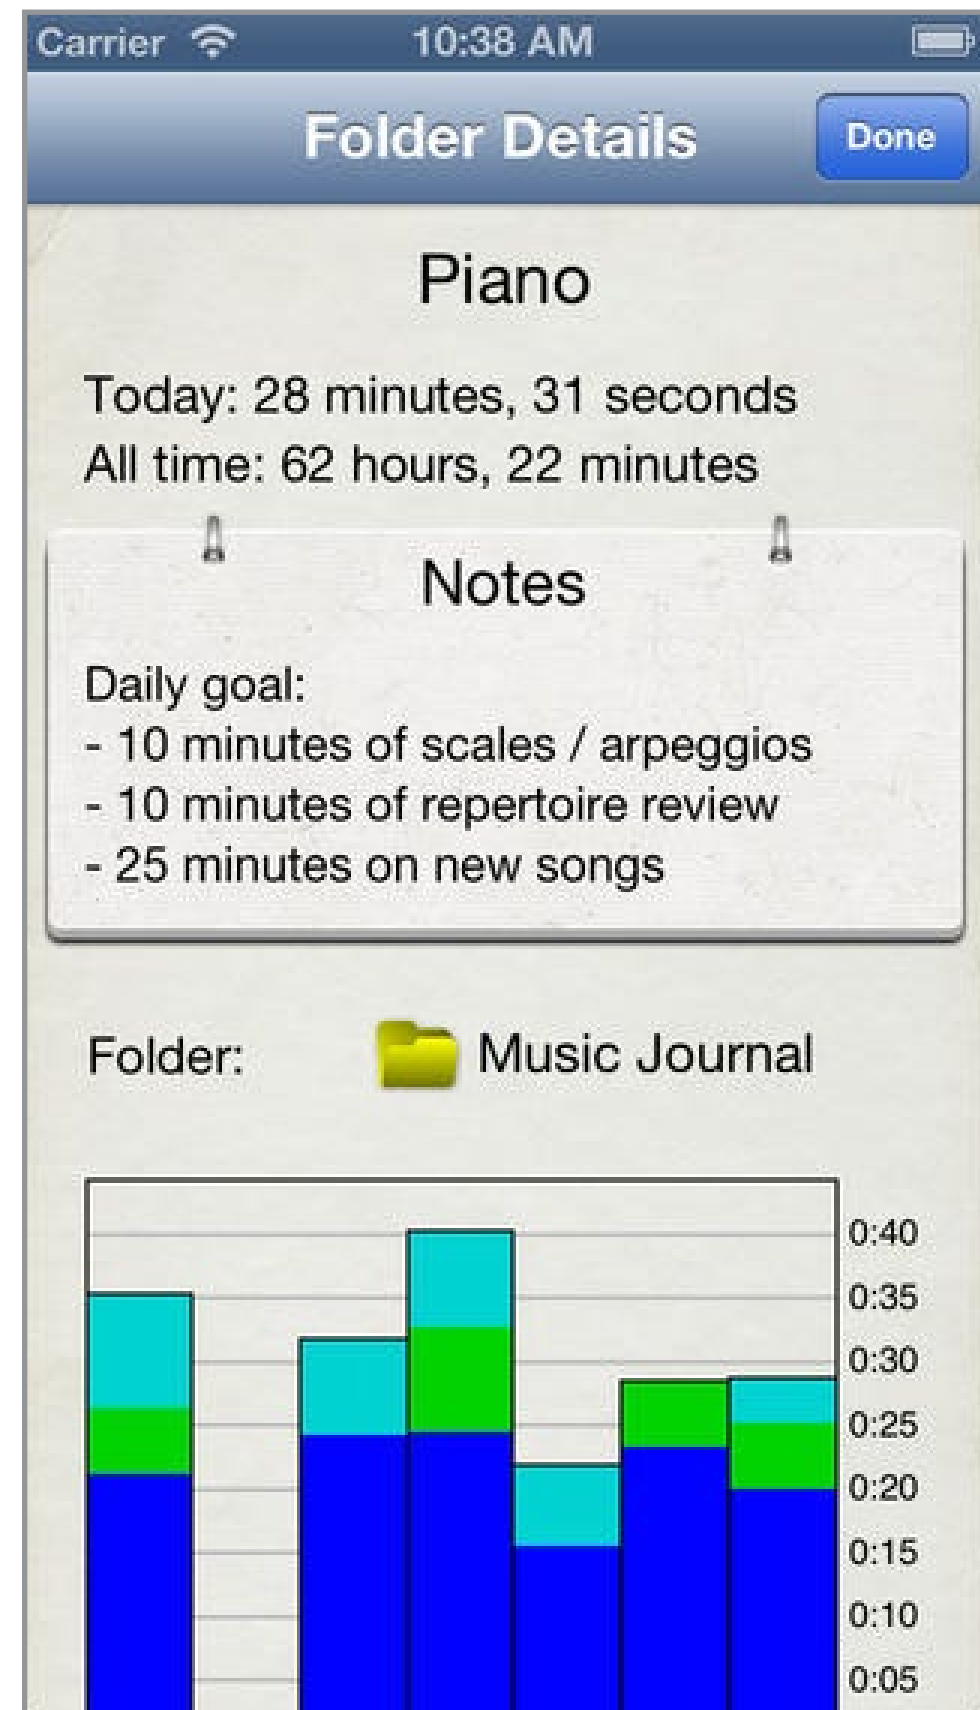 Carrier 10:38 AM
Folder Details Done
Piano
Today: 28 minutes, 31 seconds
All time: 62 hours, 22 minutes
Notes
Daily goal:
- 10 minutes of scales / arpeggios
- 10 minutes of repertoire review
- 25 minutes on new songs
Folder: Music Journal
0:40
0:35
0:30
0:25
0:20
0:15
0:10
0:05